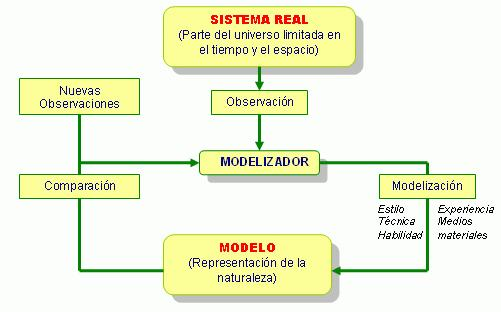 SISTEMA REAL
(Parte del universo limitada en
el tiempo y el espacio)
Nuevas
Observaciones
Observación
MODELIZADOR
Comparación
Modelización
Estilo
Técnica
Habilidad
Experiencia
Medios
materiales
MODELO
(Representación de la
naturaleza)